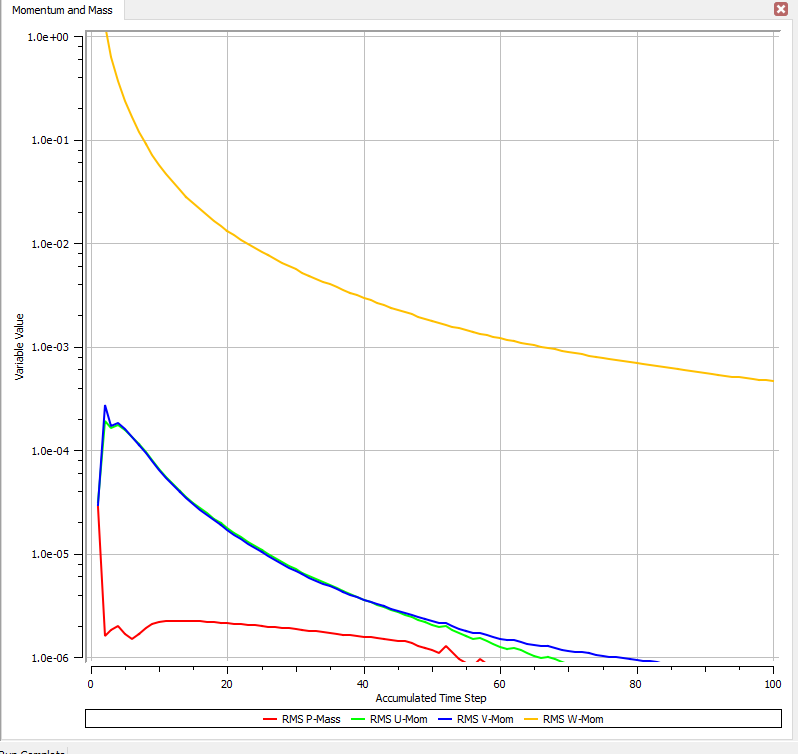 Momentum and Mass
1.0e+00
1.0e-01
1.0e-02
1.0e-03
1.0e-04
1.0e-05
1.0e-06
Variable Value
0 20 40 60 80 100
Accumulated Time Step
RMS P-Mass RMS U-Mom RMS V-Mom RMS W-Mom
Run Complete